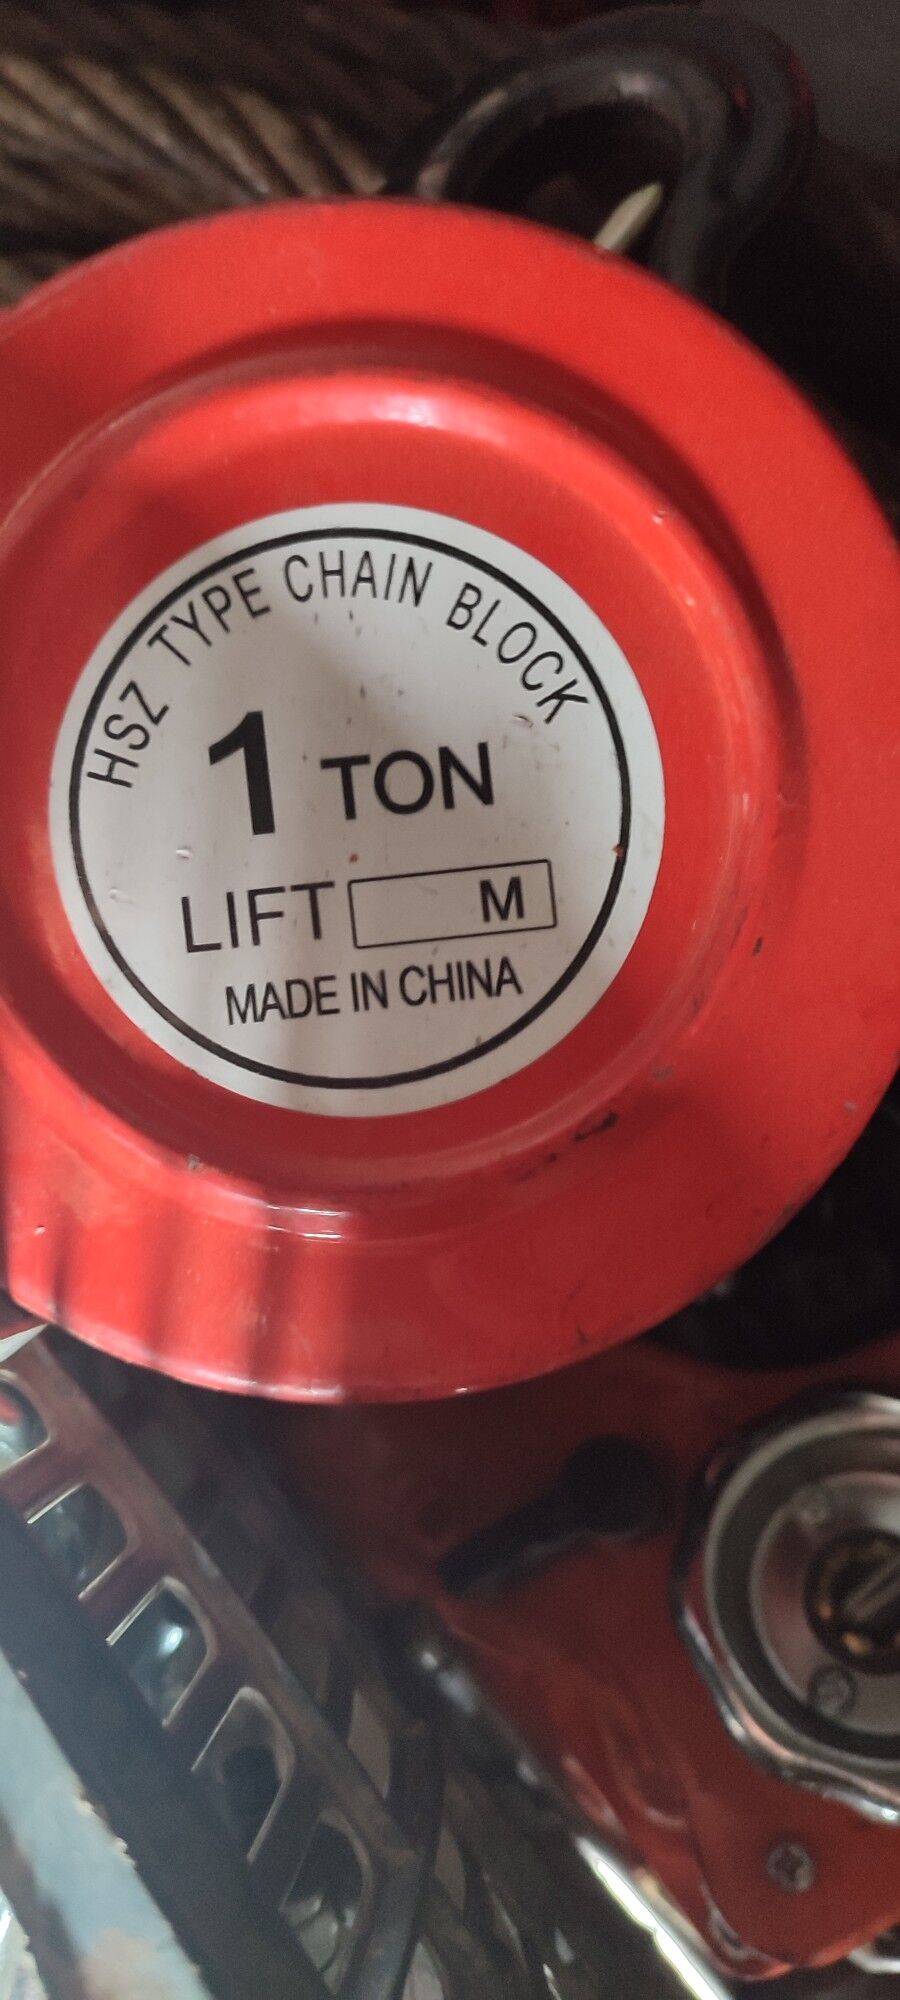 HSZ TYPE CHAIN BLOCK
1 TON
LIFT M
MADE IN CHINA